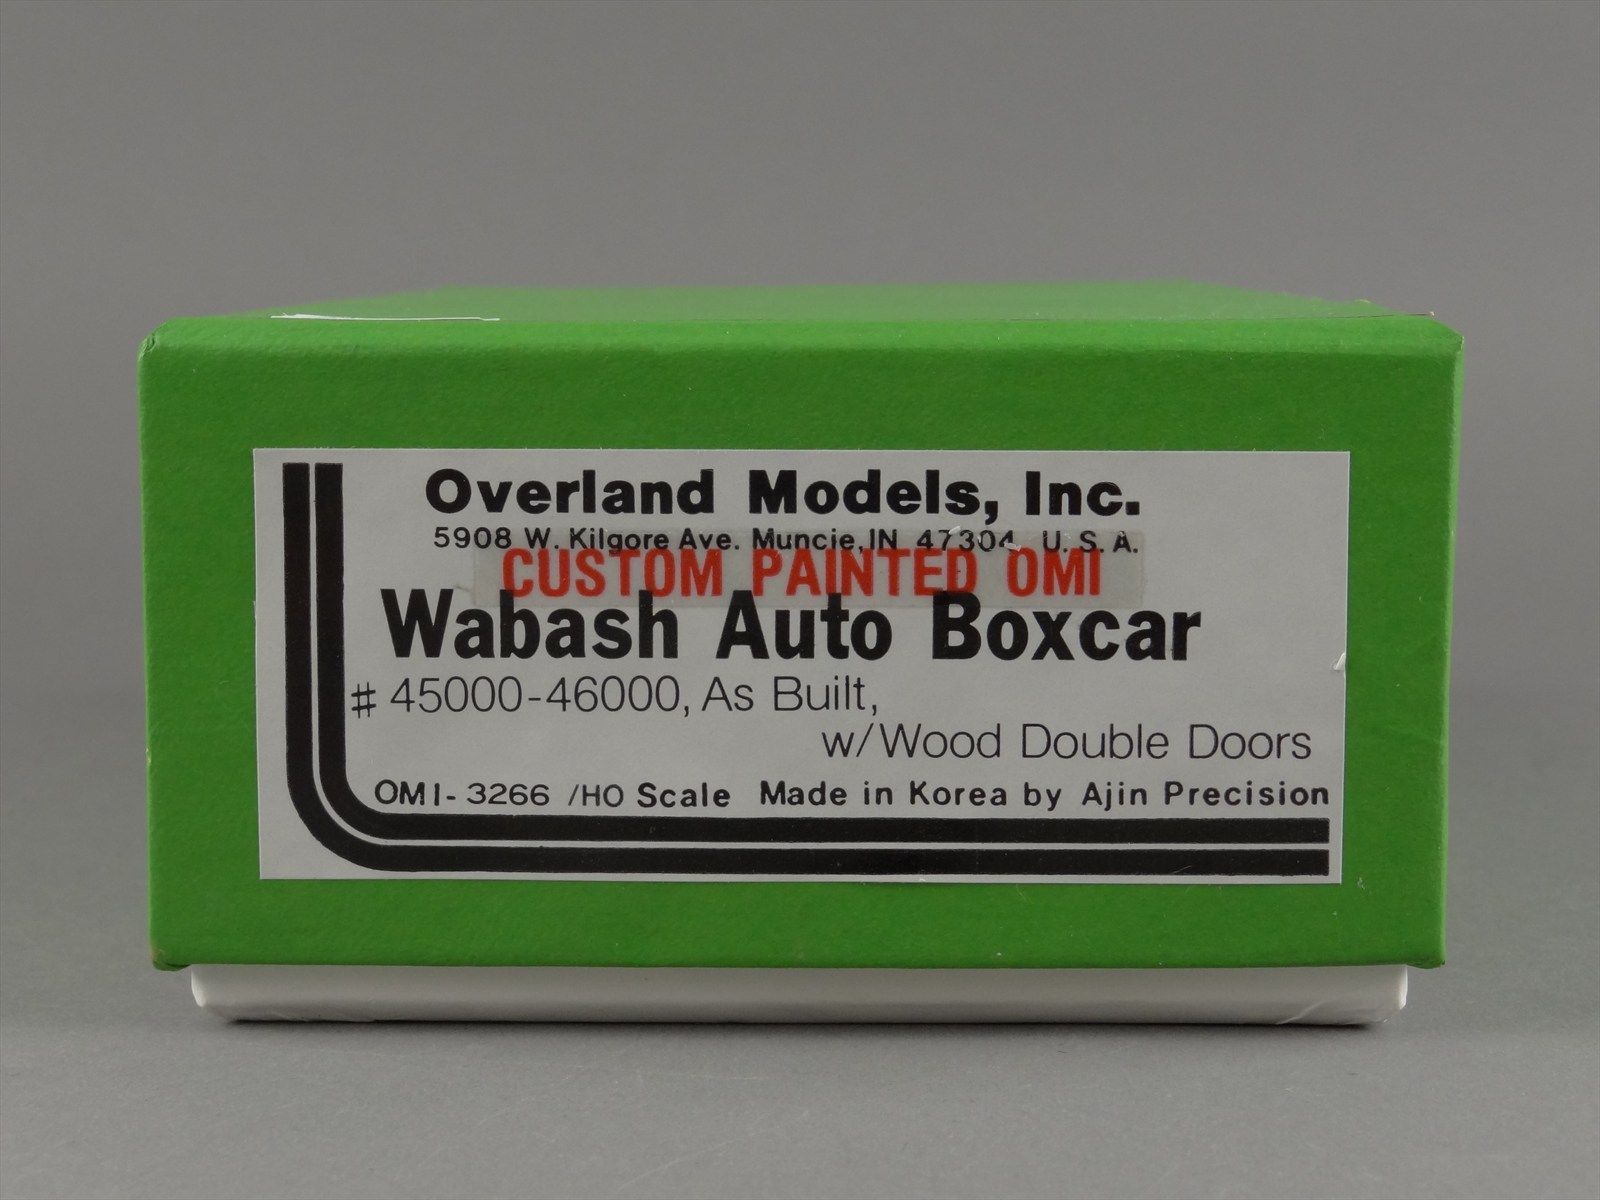 Overland Models, Inc.
5908 W. Kilgore Ave. Muncie, IN 47304 U.S.A.
CUSTOM PAINTED OMI
Wabash Auto Boxcar
# 45000-46000, As Built,
w/Wood Double Doors
OMI-3266 /HO Scale Made in Korea by Ajin Precision